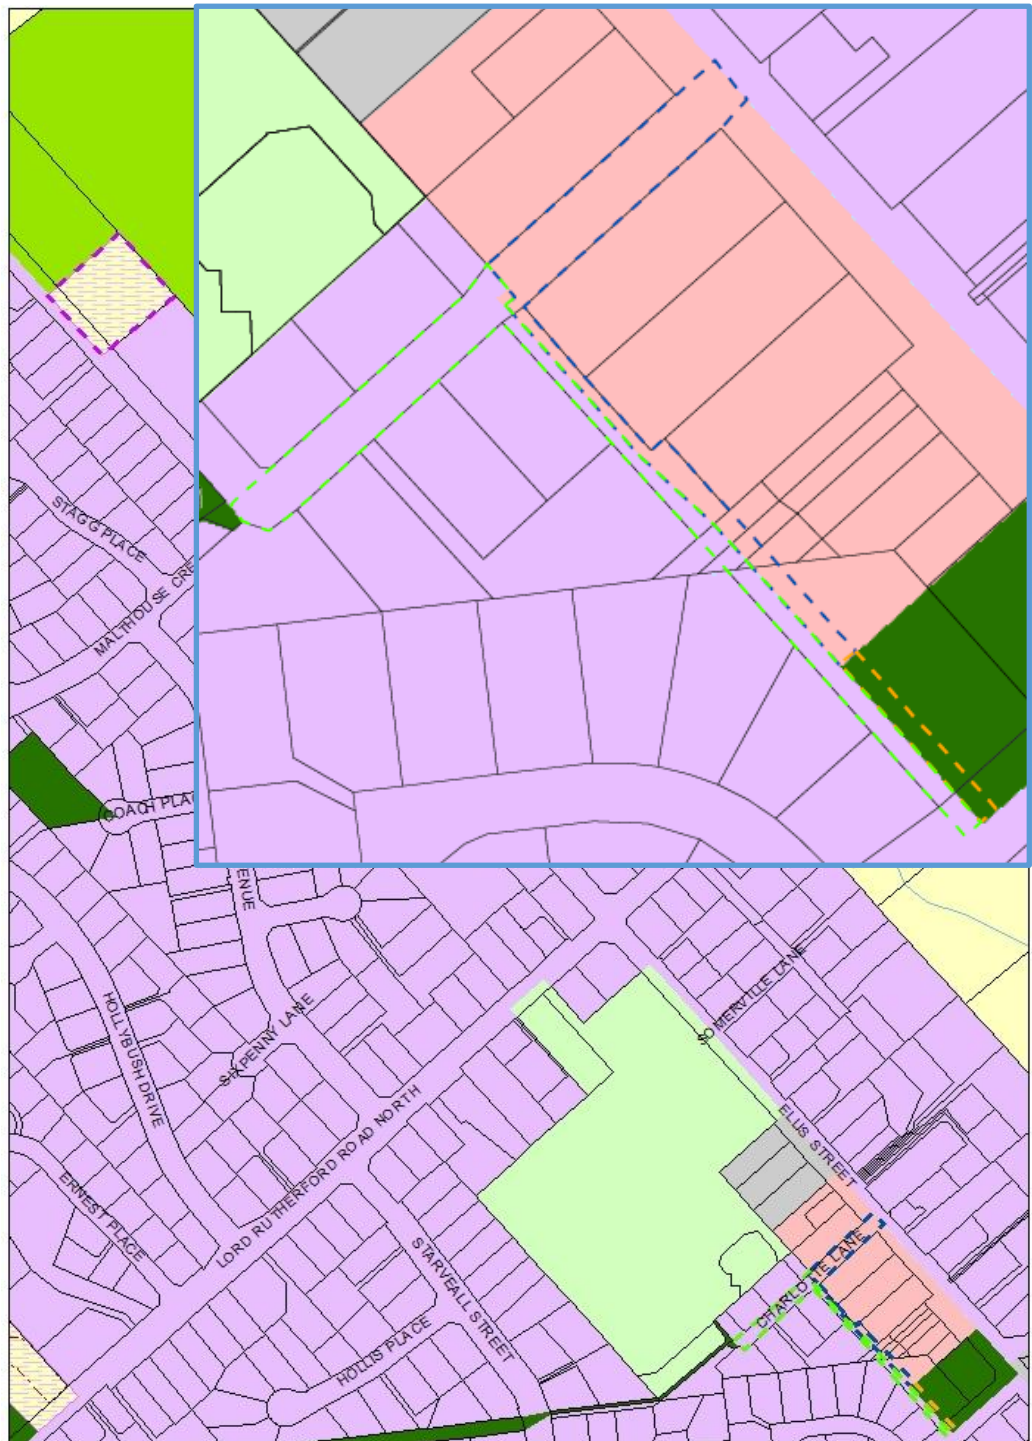 STAGG PLACE
MALTHOUSE CRE
COACH PLA
ENUE
SOMERVILLE LANE
HOLLYBUSH DRIVE
SIXPENNY LANE
ELLIS STREET
LORD RUTHERFORD ROAD NORTH
ERNEST PLACE
STARVEALL STREET
CHARLOTTE LANE
HOLLIS PLACE